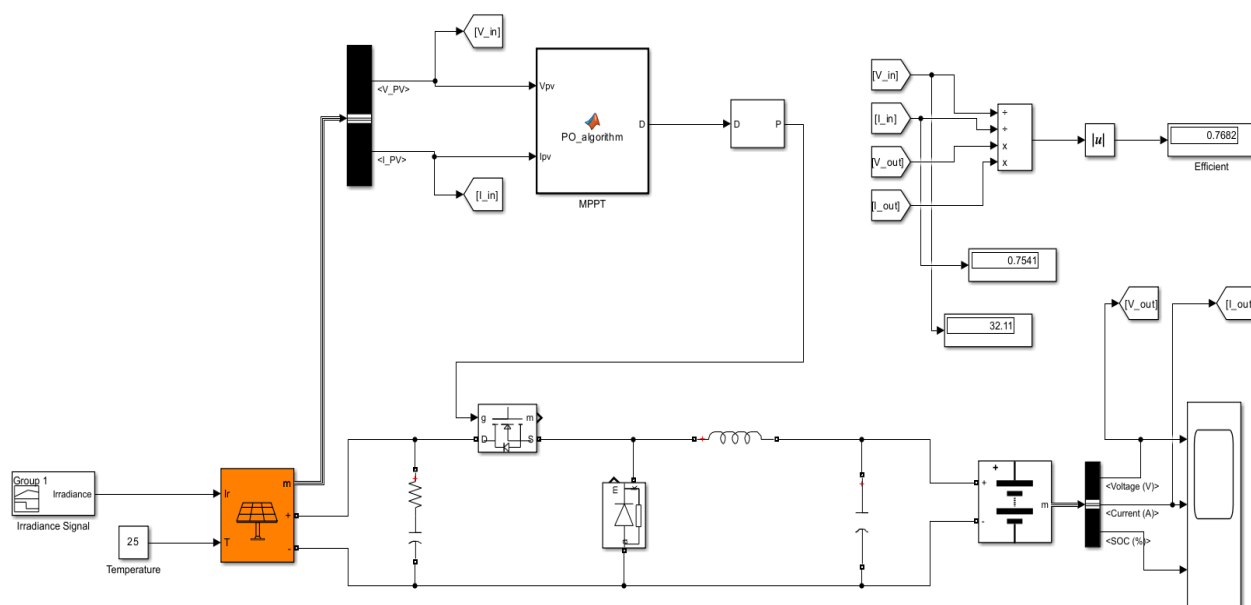 [V_in]
<V_PV>
Vpv
D
PO_algorithm
Ipv
MPPT
<I_PV>
[I_in]
D
P
[V_in]
[I_in]
[V_out]
[I_out]
÷
÷
x
x
|u|
0.7682
Efficient
0.7541
32.11
[V_out]
[I_out
g
m
D
S
Group 1
Irradiance
Irradiance Signal
25
Temperature
Ir
T
m
+
-
+
+
E
+
+
+
-
m
<Voltage (V)>
<Current (A)>
<SOC (%)>